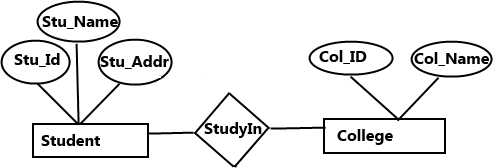 Stu_Name
Stu_Id
Stu_Addr
Col_ID
Col_Name
Student
StudyIn
College